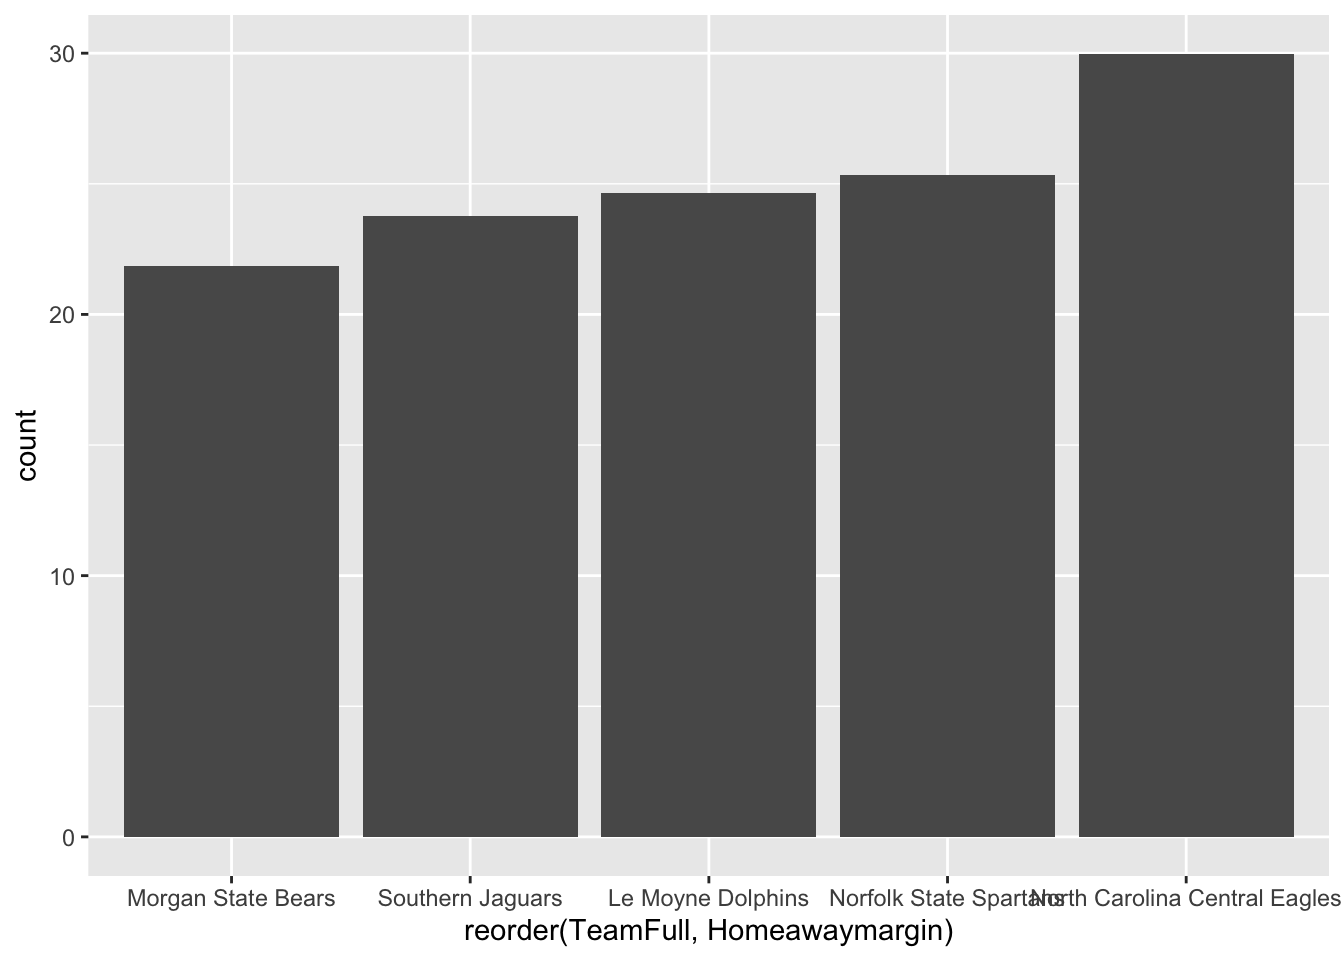 30
20
10
0
count
Morgan State Bears
Southern Jaguars
Le Moyne Dolphins
Norfolk State Spartans
North Carolina Central Eagles
reorder(TeamFull, Homeawaymargin)